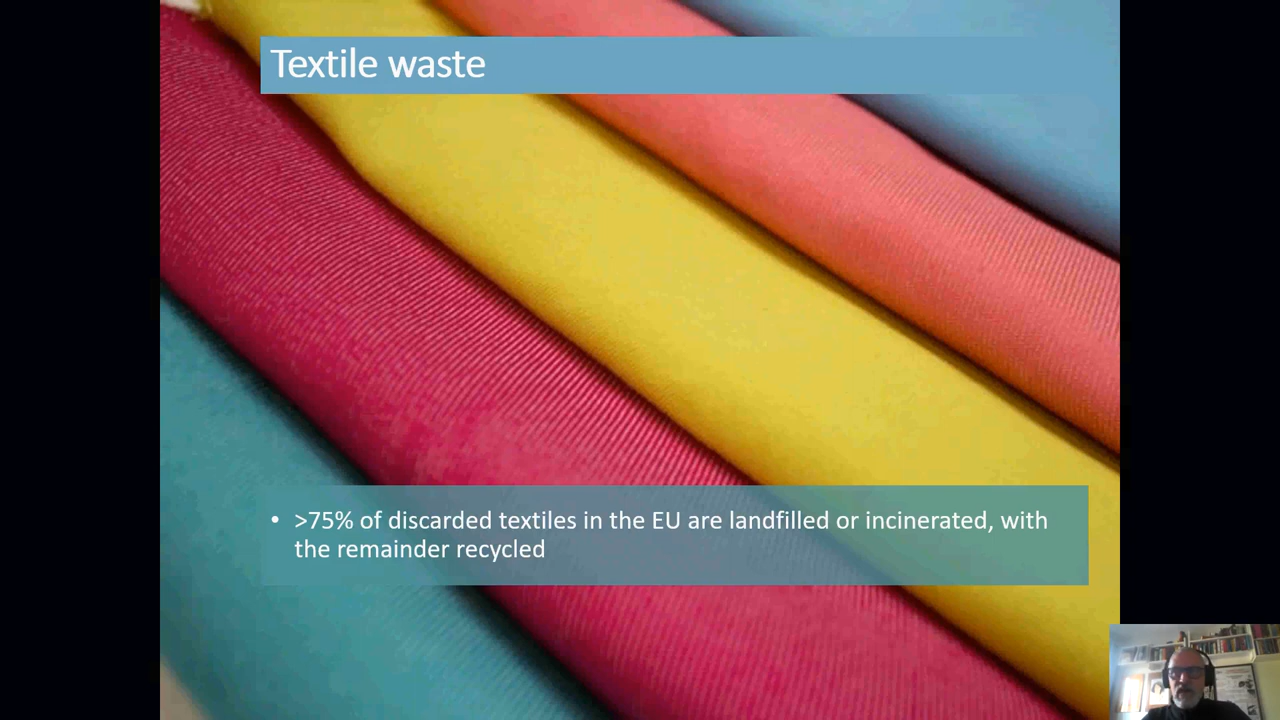 Textile waste
• >75% of discarded textiles in the EU are landfilled or incinerated, with
the remainder recycled